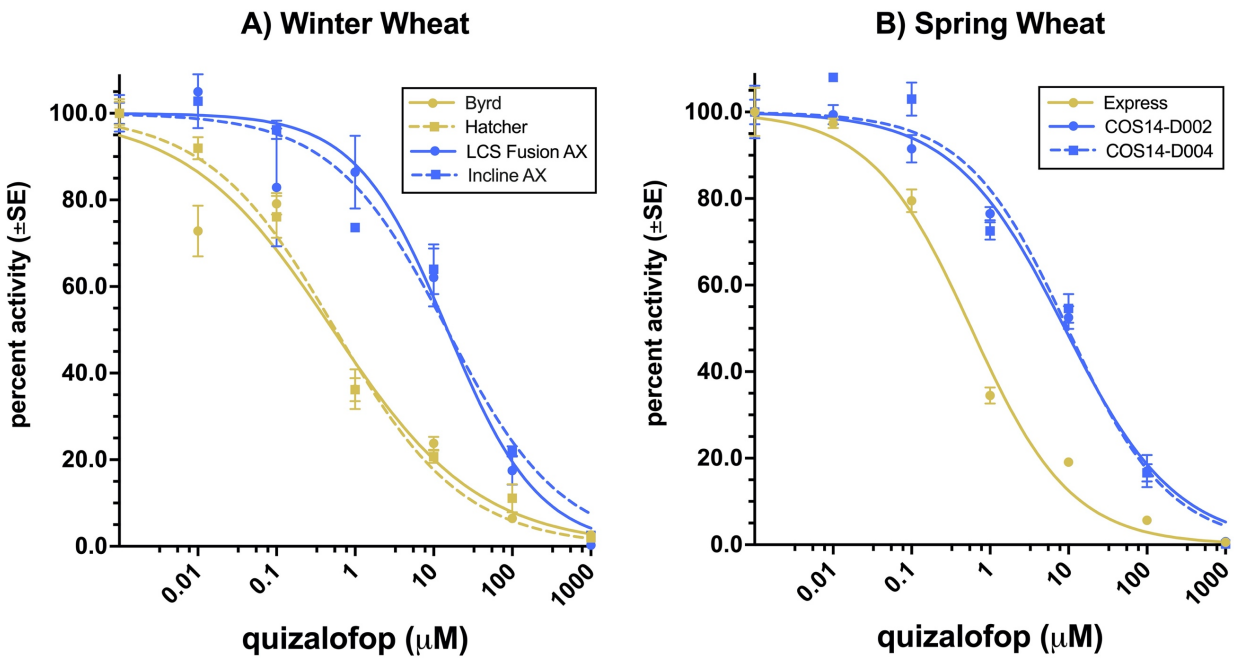 A) Winter Wheat
percent activity (±SE)
100.0
80.0
60.0
40.0
20.0
0.0
Byrd
Hatcher
LCS Fusion AX
Incline AX
0.01
0.1
1
10
100
1000
quizalofop (μM)
B) Spring Wheat
percent activity (±SE)
100.0
80.0
60.0
40.0
20.0
0.0
Express
COS14-D002
COS14-D004
0.01
0.1
1
10
100
1000
quizalofop (μM)